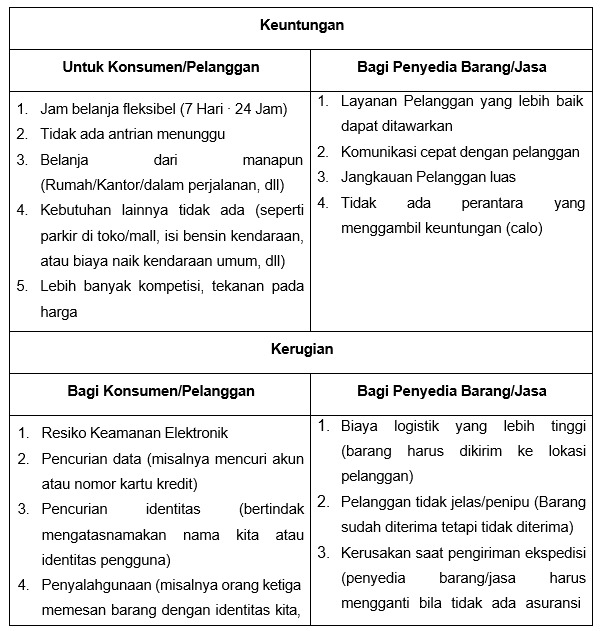 Keuntungan
Untuk Konsumen/Pelanggan
1. Jam belanja fleksibel (7 Hari · 24 Jam)
2. Tidak ada antrian menunggu
3. Belanja dari manapun
(Rumah/Kantor/dalam perjalanan, dll)
4. Kebutuhan lainnya tidak ada (seperti
parkir di toko/mall, isi bensin kendaraan,
atau biaya naik kendaraan umum, dll)
5. Lebih banyak kompetisi, tekanan pada
harga
Bagi Penyedia Barang/Jasa
1. Layanan Pelanggan yang lebih baik
dapat ditawarkan
2. Komunikasi cepat dengan pelanggan
3. Jangkauan Pelanggan luas
4. Tidak ada perantara yang
menggambil keuntungan (calo)
Kerugian
Bagi Konsumen/Pelanggan
1. Resiko Keamanan Elektronik
2. Pencurian data (misalnya mencuri akun
atau nomor kartu kredit)
3. Pencurian identitas (bertindak
mengatasnamakan nama kita atau
identitas pengguna)
4. Penyalahgunaan (misalnya orang ketiga
memesan barang dengan identitas kita,
Bagi Penyedia Barang/Jasa
1. Biaya logistik yang lebih tinggi
(barang harus dikirim ke lokasi
pelanggan)
2. Pelanggan tidak jelas/penipu (Barang
sudah diterima tetapi tidak diterima)
3. Kerusakan saat pengiriman ekspedisi
(penyedia barang/jasa harus
mengganti bila tidak ada asuransi